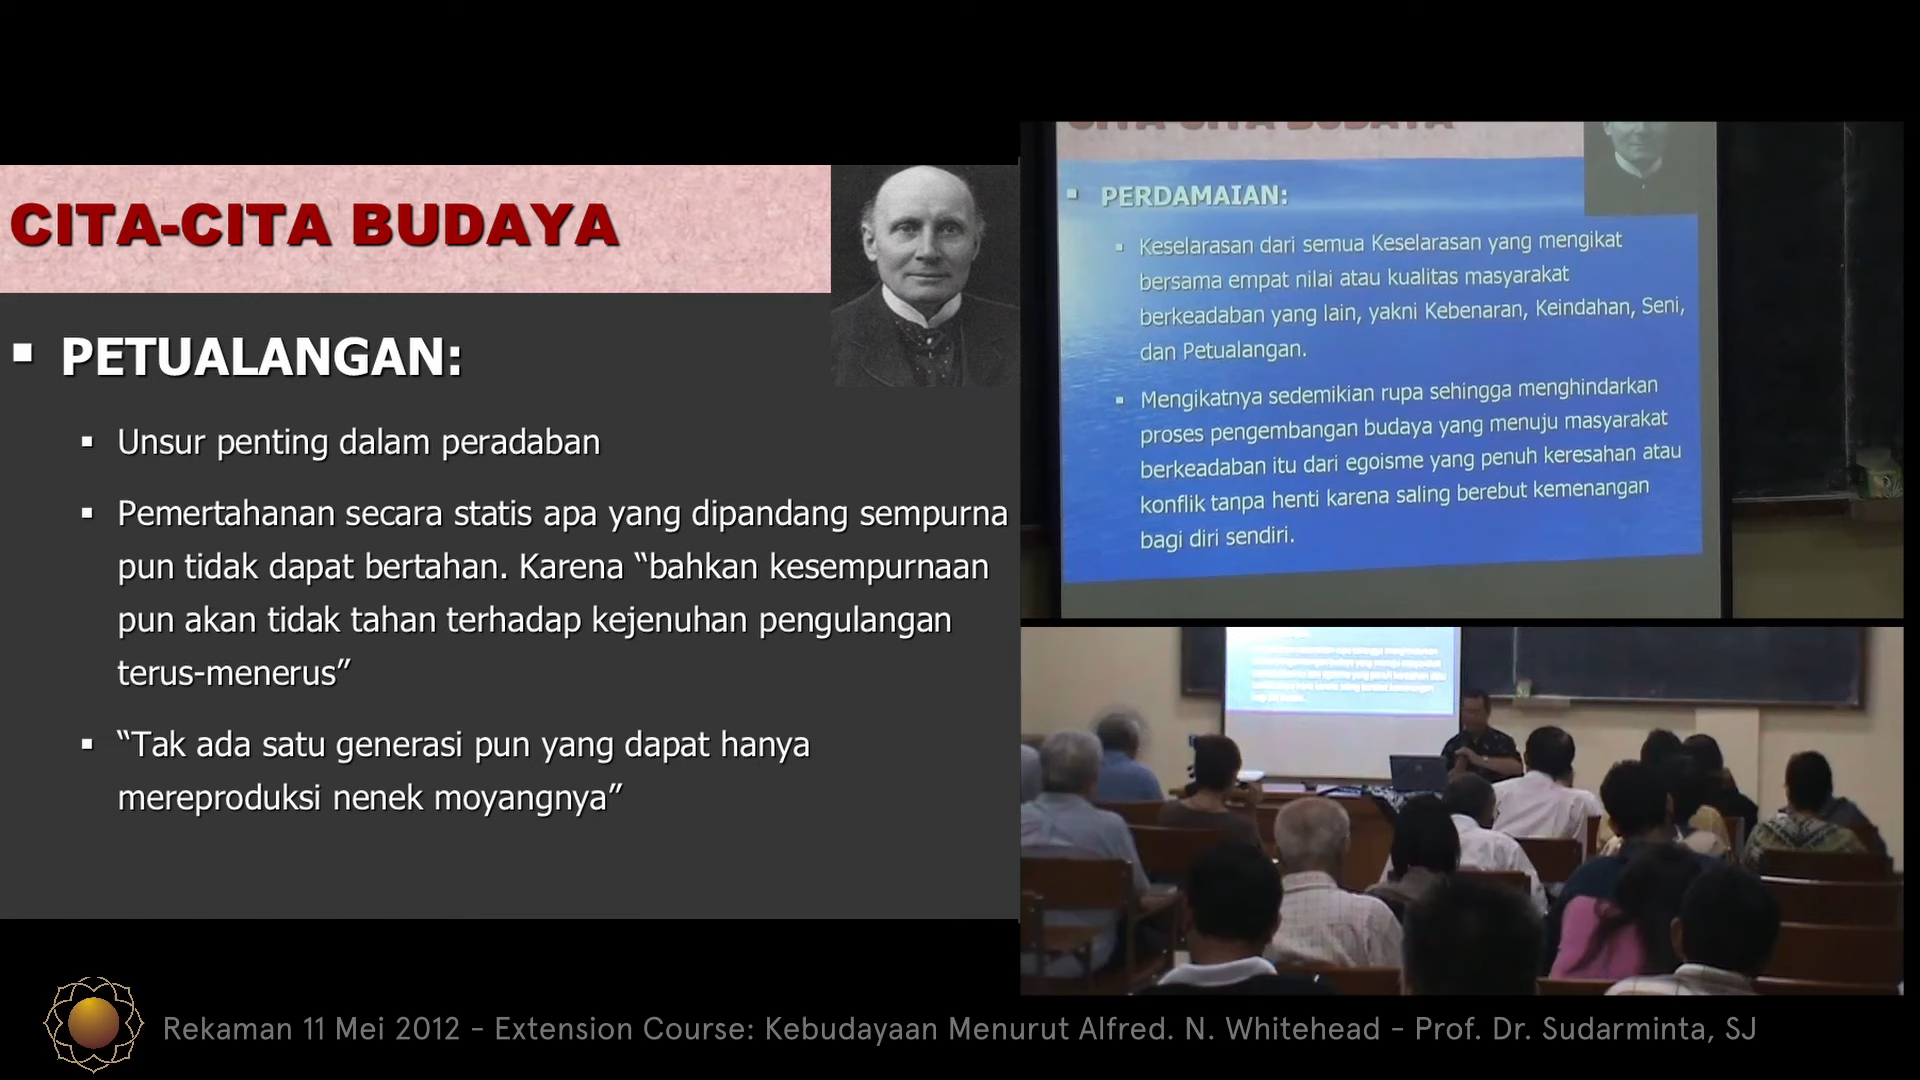 CITA-CITA BUDAYA
▪ PETUALANGAN:
▪ Unsur penting dalam peradaban
▪ Pemertahanan secara statis apa yang dipandang sempurna
pun tidak dapat bertahan. Karena “bahkan kesempurnaan
pun akan tidak tahan terhadap kejenuhan pengulangan
terus-menerus”
▪ “Tak ada satu generasi pun yang dapat hanya
mereproduksi nenek moyangnya”
CITA-CITA BUDAYA
▪ PERDAMAIAN:
▪ Keselarasan dari semua Keselarasan yang mengikat
bersama empat nilai atau kualitas masyarakat
berkeadaban yang lain, yakni Kebenaran, Keindahan, Seni,
dan Petualangan.
▪ Mengikatnya sedemikian rupa sehingga menghindarkan
proses pengembangan budaya yang menuju masyarakat
berkeadaban itu dari egoisme yang penuh keresahan atau
konflik tanpa henti karena saling berebut kemenangan
bagi diri sendiri.
Rekaman 11 Mei 2012 - Extension Course: Kebudayaan Menurut Alfred. N. Whitehead - Prof. Dr. Sudarminta, SJ